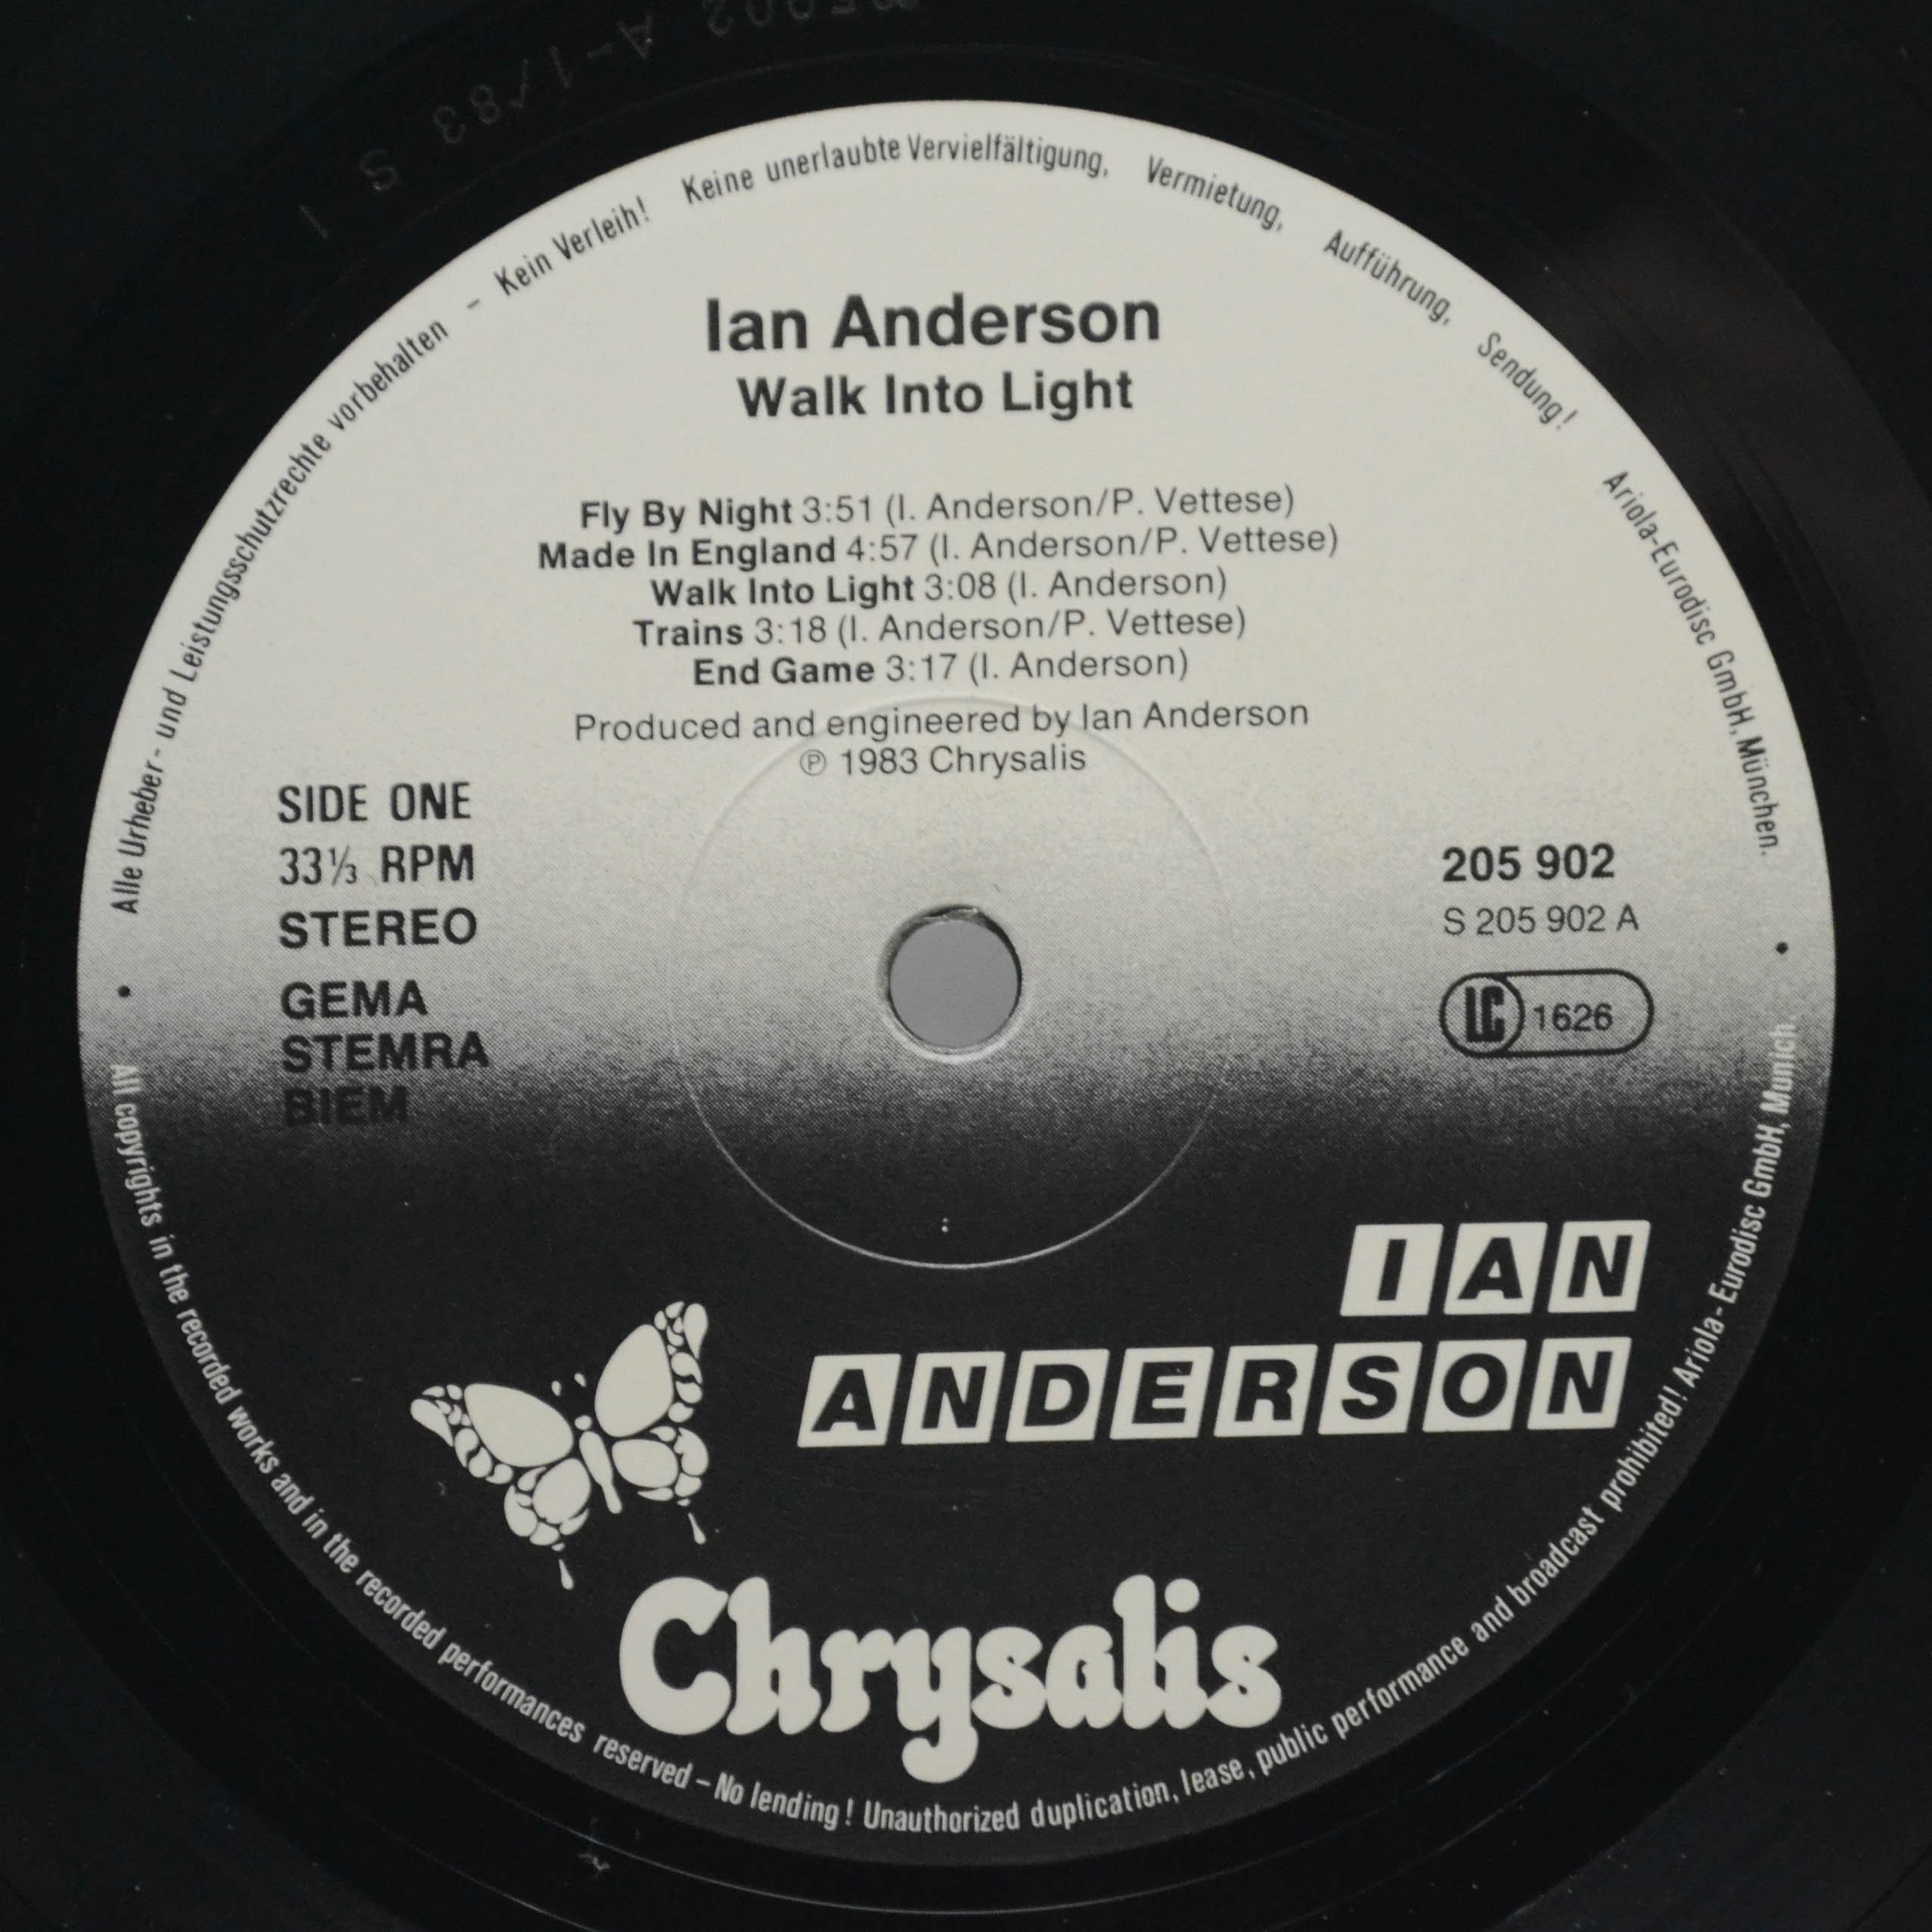 205902 A-1/83 S 1
Alle Urheber- und Leistungsschutzrechte vorbehalten – Kein Verleih! Keine unerlaubte Vervielfältigung, Vermietung, Aufführung, Sendung! Ariola-Eurodisc GmbH, München.
Ian Anderson
Walk Into Light
Fly By Night 3:51 (I. Anderson/P. Vettese)
Made In England 4:57 (I. Anderson/P. Vettese)
Walk Into Light 3:08 (I. Anderson)
Trains 3:18 (I. Anderson/P. Vettese)
End Game 3:17 (I. Anderson)
Produced and engineered by Ian Anderson
℗ 1983 Chrysalis
SIDE ONE
33⅓ RPM
STEREO
GEMA
STEMRA
BIEM
205 902
S 205 902 A
LC 1626
IAN
ANDERSON
Chrysalis
All copyrights in the recorded works and in the recorded performances reserved – No lending! Unauthorized duplication, lease, public performance and broadcast prohibited! Ariola-Eurodisc GmbH, Munich.